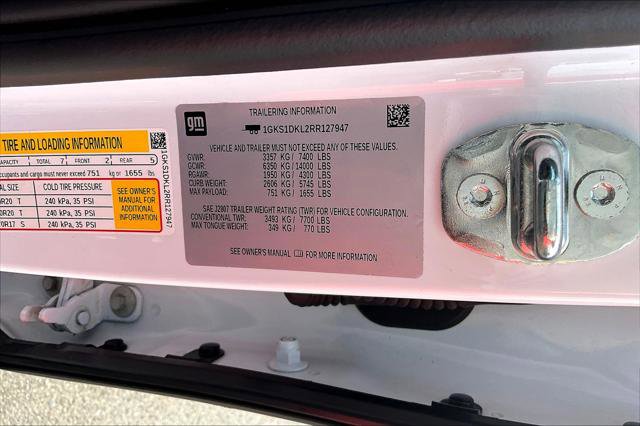 TIRE AND LOADING INFORMATION
CAPACITY TOTAL 7 FRONT 2 REAR 5
occupants and cargo should never exceed 751 KG or 1655 LBS
SIZE COLD TIRE PRESSURE
R20 T 240 kPa, 35 PSI
R20 T 240 kPa, 35 PSI
R17 S 240 kPa, 35 PSI
SEE OWNER'S
MANUAL FOR
ADDITIONAL
INFORMATION
1GKS1DKL2RR127947
gm
TRAILERING INFORMATION
1GKS1DKL2RR127947
VEHICLE AND TRAILER MUST NOT EXCEED ANY OF THESE VALUES.
GVWR: 3357 KG / 7400 LBS
GCWR: 6350 KG / 14000 LBS
RGAWR: 1950 KG / 4300 LBS
CURB WEIGHT: 2606 KG / 5745 LBS
MAX PAYLOAD: 751 KG / 1655 LBS
SAE J2807 TRAILER WEIGHT RATING (TWR) FOR VEHICLE CONFIGURATION.
CONVENTIONAL TWR: 3493 KG / 7700 LBS
MAX TONGUE WEIGHT: 349 KG / 770 LBS
SEE OWNER'S MANUAL FOR MORE INFORMATION